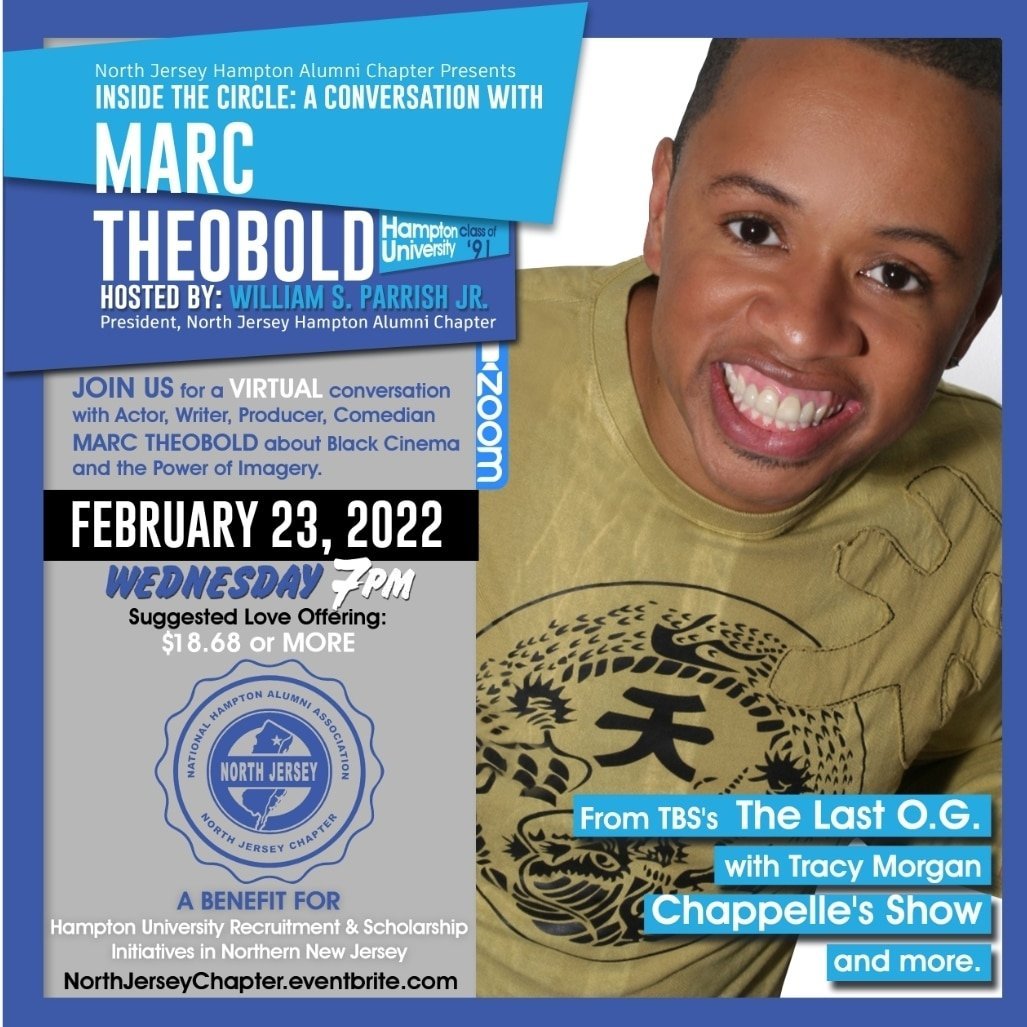 North Jersey Hampton Alumni Chapter Presents
INSIDE THE CIRCLE: A CONVERSATION WITH
MARC
THEOBOLD
Hampton
University
class of
'91
HOSTED BY: WILLIAM S. PARRISH JR.
President, North Jersey Hampton Alumni Chapter
zoom
JOIN US for a VIRTUAL conversation
with Actor, Writer, Producer, Comedian
MARC THEOBOLD about Black Cinema
and the Power of Imagery.
FEBRUARY 23, 2022
WEDNESDAY 7PM
Suggested Love Offering:
$18.68 or MORE
NATIONAL HAMPTON ALUMNI ASSOCIATION
NORTH JERSEY
NORTH JERSEY CHAPTER
A BENEFIT FOR
Hampton University Recruitment & Scholarship
Initiatives in Northern New Jersey
NorthJerseyChapter.eventbrite.com
天
From TBS's The Last O.G.
with Tracy Morgan
Chappelle's Show
and more.